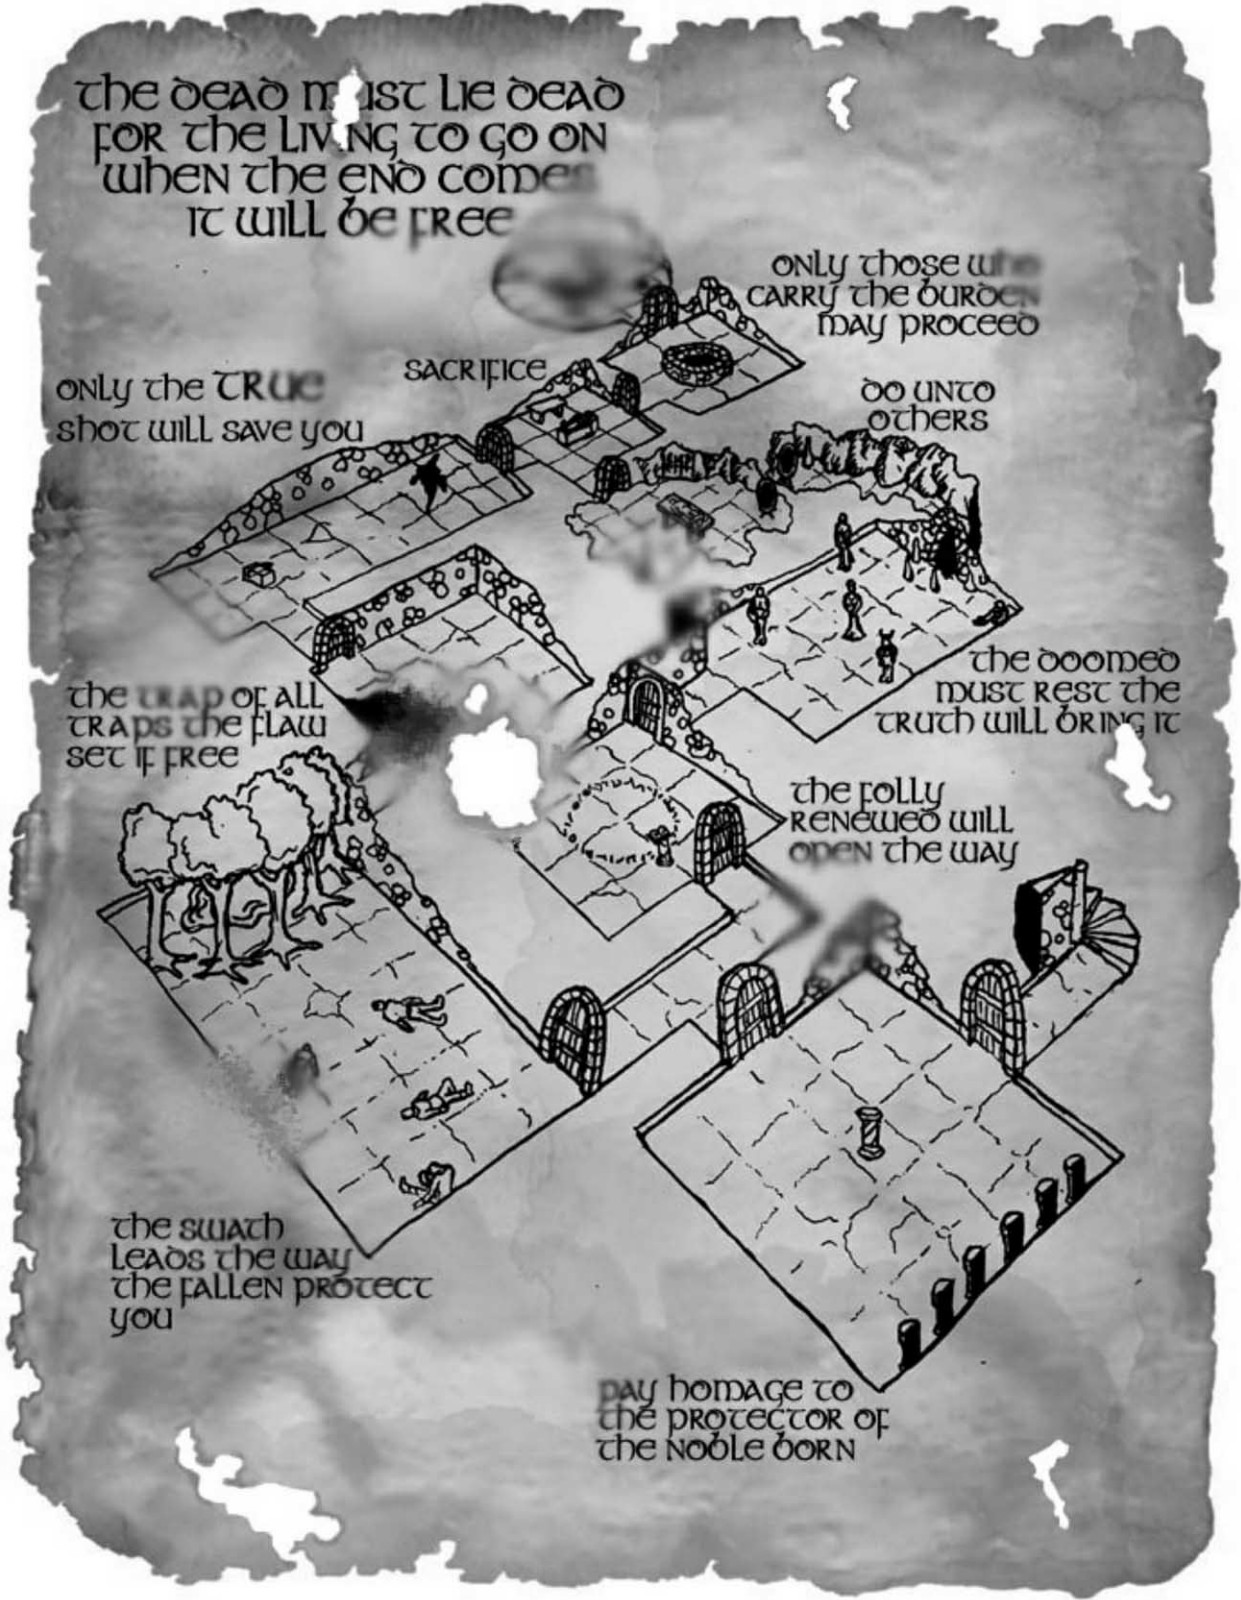 THE DEAD MUST LIE DEAD
FOR THE LIVING TO GO ON
WHEN THE END COMES
IT WILL BE FREE
ONLY THOSE WHO
CARRY THE BURDEN
MAY PROCEED
SACRIFICE
ONLY THE TRUE
SHOT WILL SAVE YOU
DO UNTO
OTHERS
THE DOOMED
MUST REST THE
TRUTH WILL BRING IT
THE TRAP OF ALL
TRAPS THE FLAW
SET IF FREE
THE FOLLY
RENEWED WILL
OPEN THE WAY
THE SWATH
LEADS THE WAY
THE FALLEN PROTECT
YOU
PAY HOMAGE TO
THE PROTECTOR OF
THE NOBLE BORN